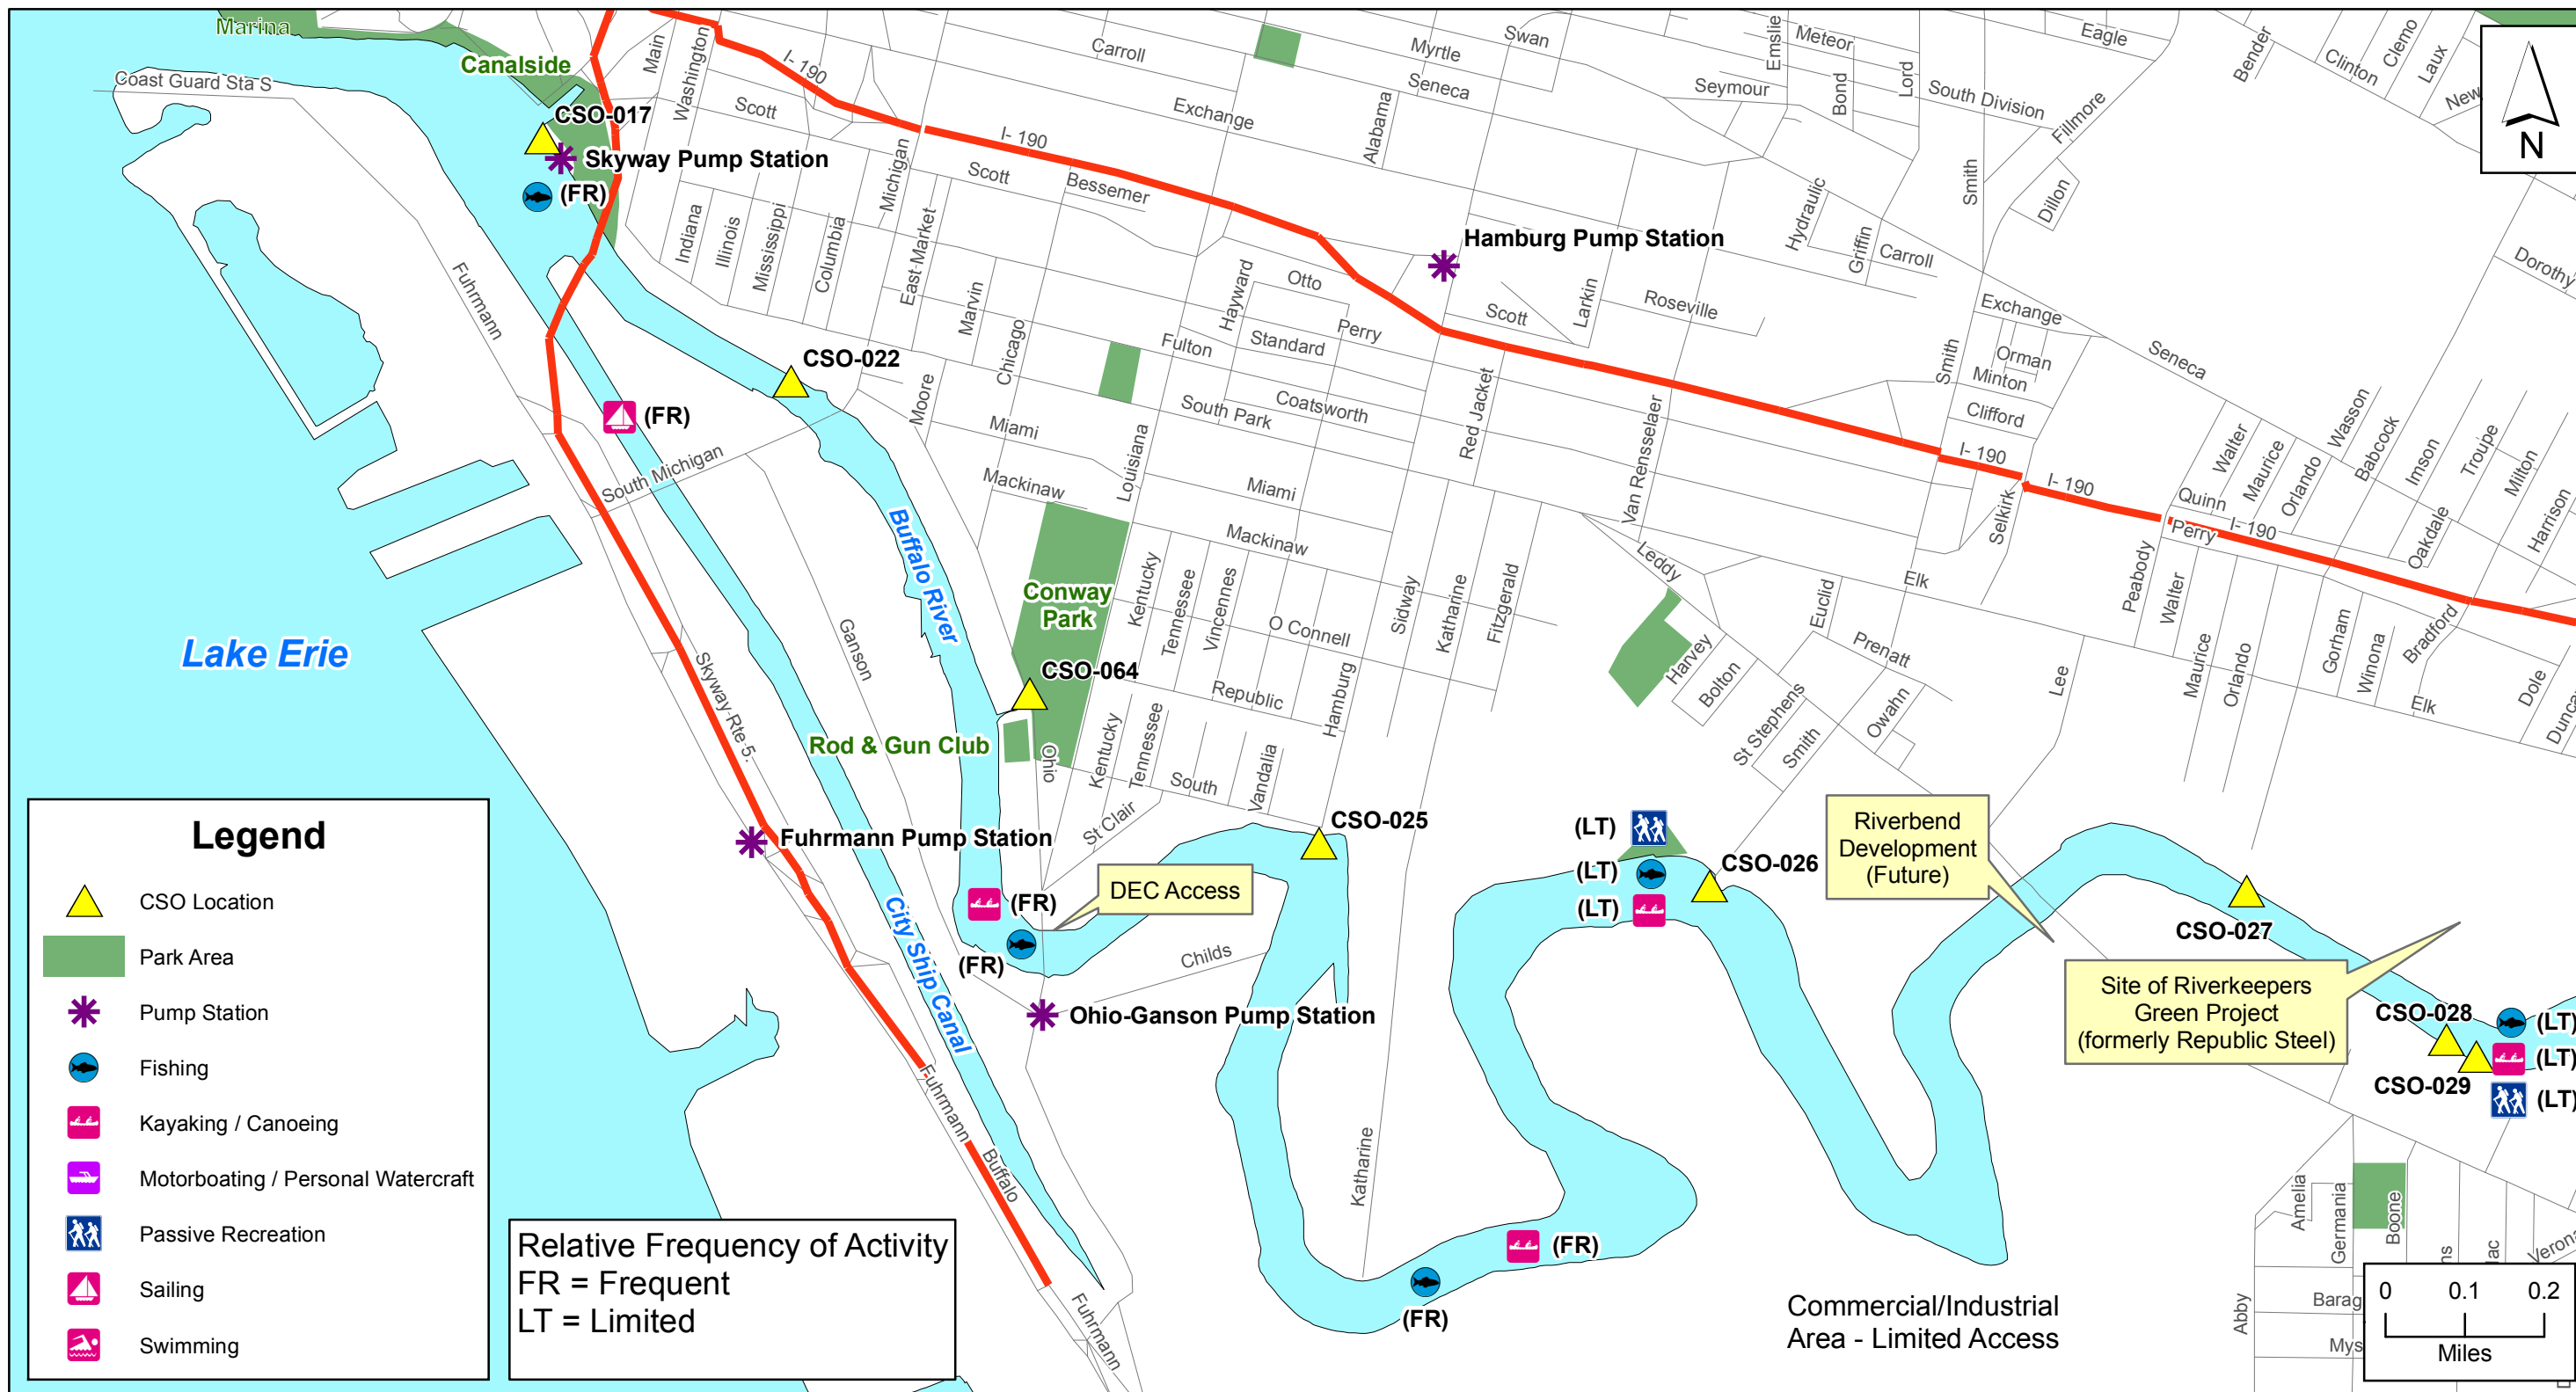 Marina
Canalside
Coast Guard Sta S
CSO-017
Skyway Pump Station
(FR)
Main
Washington
I- 190
Scott
Carroll
Exchange
Myrtle
Seneca
Swan
Alabama
Emslie
Meteor
Seymour
Bond
Lord
South Division
Eagle
Fillmore
Smith
Dillon
Bender
Clinton
Clemo
Laux
New
N
I- 190
Scott
Bessemer
Michigan
Indiana
Illinois
Mississippi
Columbia
East Market
Marvin
Chicago
Hamburg Pump Station
Hydraulic
Griffin
Carroll
Dorothy
Fuhrmann
Hayward
Otto
Perry
Standard
Fulton
Coatsworth
South Park
Scott
Larkin
Roseville
Exchange
Orman
Minton
Clifford
Smith
Seneca
CSO-022
(FR)
South Michigan
Moore
Miami
Mackinaw
Louisiana
Miami
Mackinaw
Red Jacket
Van Rensselaer
I- 190
I- 190
I- 190
Selkirk
Quinn
Perry
Walter
Maurice
Orlando
Wasson
Babcock
Imson
Troupe
Milton
Oakdale
Harrison
Buffalo River
Lake Erie
Conway
Park
CSO-064
Ganson
Skyway-Rte-5
Kentucky
Tennessee
Vincennes
O Connell
Republic
Sidway
Katharine
Fitzgerald
Hamburg
Leddy
Elk
Euclid
Prenatt
Harvey
Bolton
St Stephens
Smith
Owahn
Lee
Peabody
Walter
Maurice
Orlando
Gorham
Winona
Bradford
Elk
Dole
Rod & Gun Club
Ohio
Kentucky
Tennessee
South
Vandalia
St Clair
CSO-025
Fuhrmann Pump Station
(FR)
(FR)
DEC Access
Childs
Ohio-Ganson Pump Station
City Ship Canal
Fuhrmann
Buffalo
Fuhrmann
Katharine
(FR)
(FR)
(LT)
(LT)
(LT)
CSO-026
Riverbend
Development
(Future)
CSO-027
Site of Riverkeepers
Green Project
(formerly Republic Steel)
CSO-028
CSO-029
(LT)
(LT)
(LT)
Amelia
Germania
Boone
Abby
Barag
Mys
Commercial/Industrial
Area - Limited Access
0 0.1 0.2
Miles
Legend
CSO Location
Park Area
Pump Station
Fishing
Kayaking / Canoeing
Motorboating / Personal Watercraft
Passive Recreation
Sailing
Swimming
Relative Frequency of Activity
FR = Frequent
LT = Limited